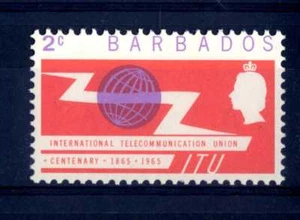 2c BARBADOS
INTERNATIONAL TELECOMMUNICATION UNION
• CENTENARY • 1865 • 1965 ITU